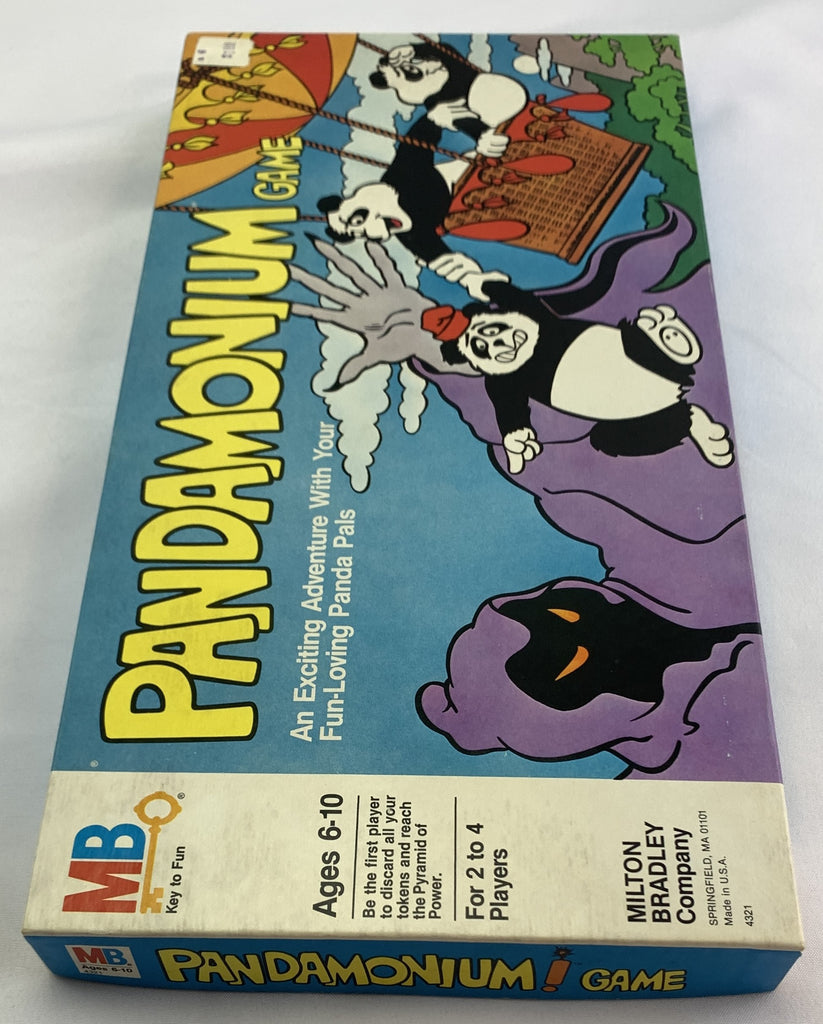 PANDAMONIUM GAME
®
An Exciting Adventure With Your
Fun-Loving Panda Pals
MB
®
Key to Fun
Ages 6-10
Be the first player
to discard all your
tokens and reach
the Pyramid of
Power.
For 2 to 4
Players
MILTON
BRADLEY
Company
SPRINGFIELD, MA 01101
Made in U.S.A.
4321
MB
Ages 6-10
4321
PANDAMONIUM! GAME